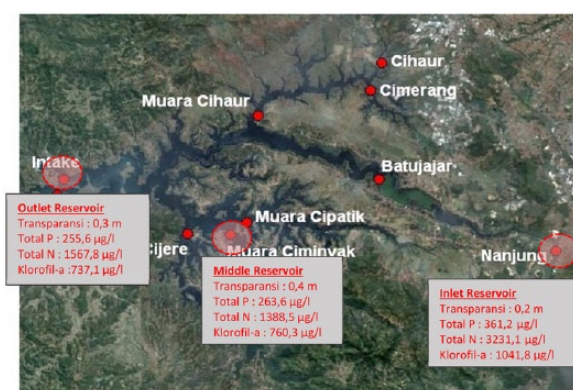 Cihaur
Cimerang
Muara Cihaur
Intake
Batujajar
Muara Cipatik
Cijere
Muara Ciminyak
Nanjung
Outlet Reservoir
Transparansi : 0,3 m
Total P : 255,6 µg/l
Total N : 1567,8 µg/l
Klorofil-a :737,1 µg/l
Middle Reservoir
Transparansi : 0,4 m
Total P : 263,6 µg/l
Total N : 1388,5 µg/l
Klorofil-a : 760,3 µg/l
Inlet Reservoir
Transparansi : 0,2 m
Total P : 361,2 µg/l
Total N : 3231,1 µg/l
Klorofil-a : 1041,8 µg/l